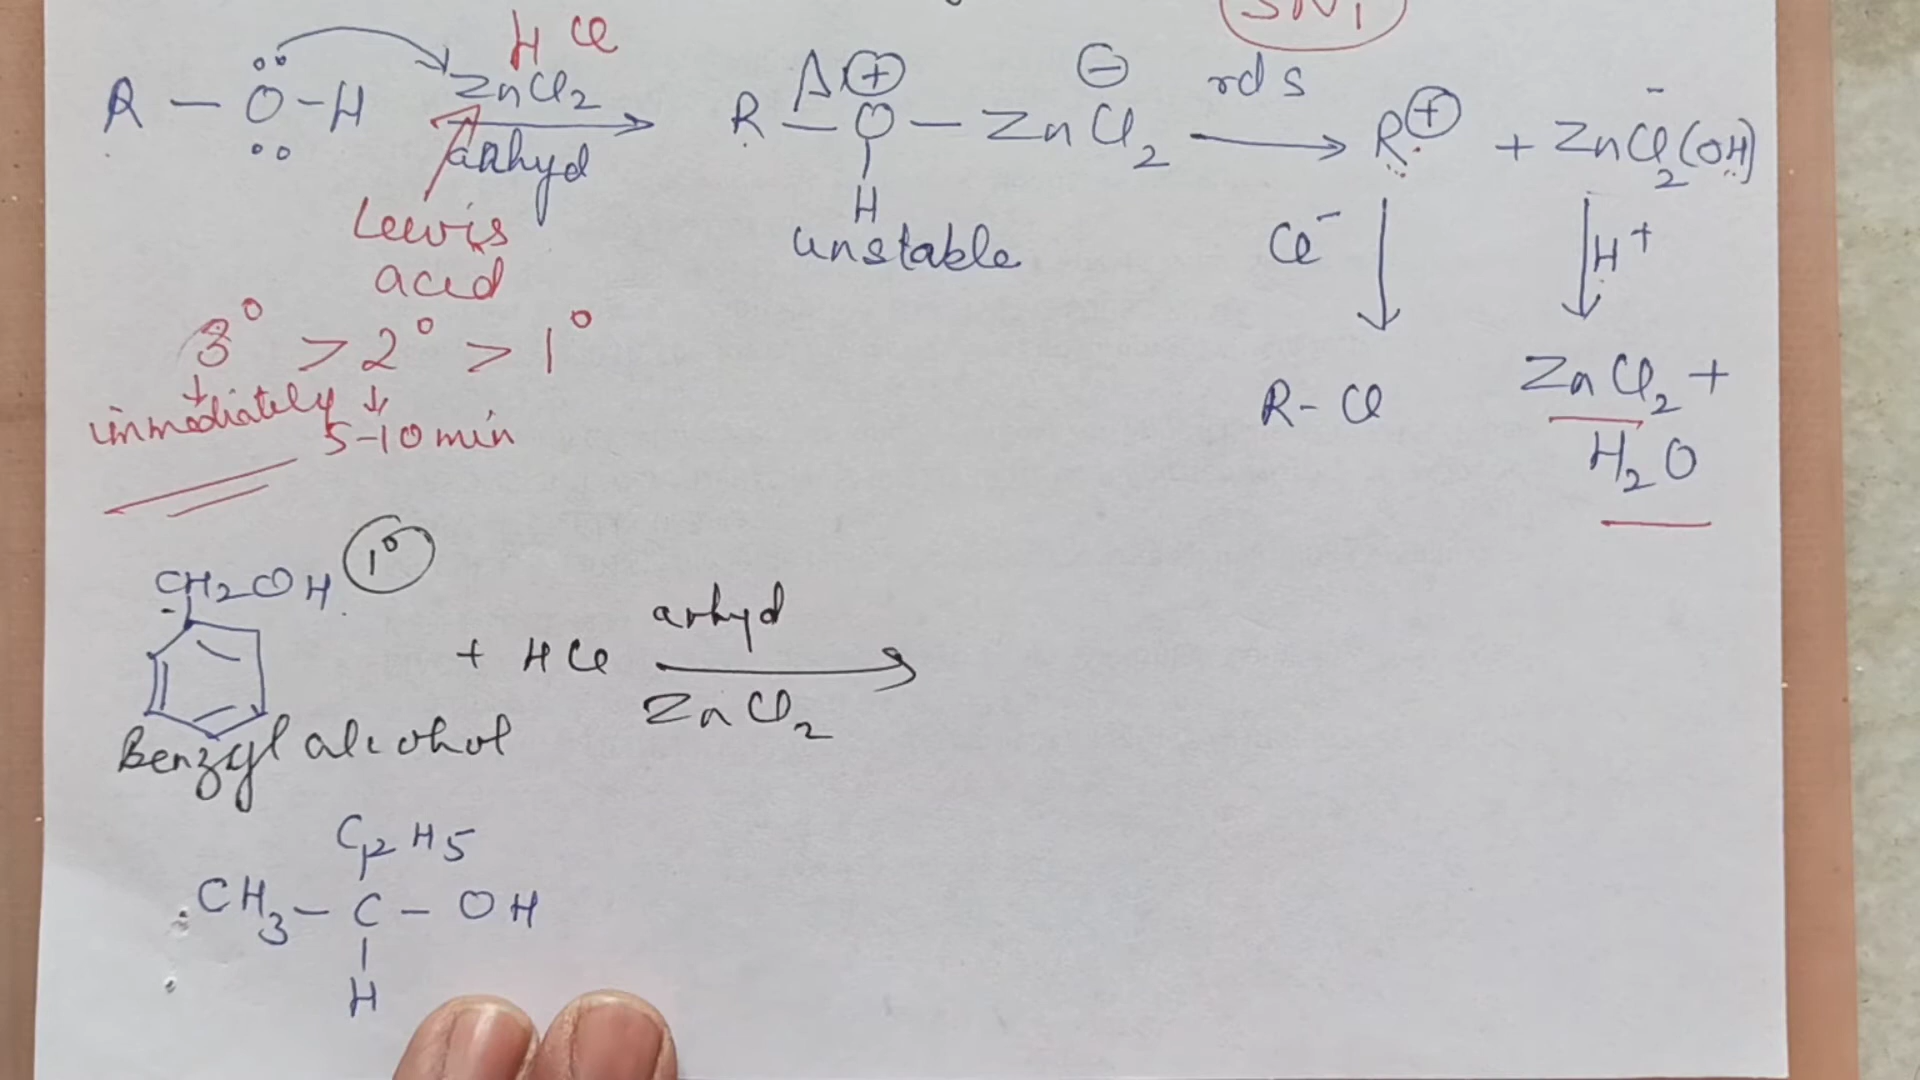 SN1
H Cl
R — O — H ZnCl2 anhyd → R — O⊕ — ZnCl2 ⊖ rds → R⊕ + ZnCl2(OH)-
H
unstable
Lewis
acid
Cl- ↓ ↓ H+
3° > 2° > 1°
immediately 5-10 min
R - Cl
ZnCl2 +
H2O
CH2OH 1°
+ HCl anhyd → ZnCl2
Benzyl alcohol
C2H5
CH3 — C — OH
H